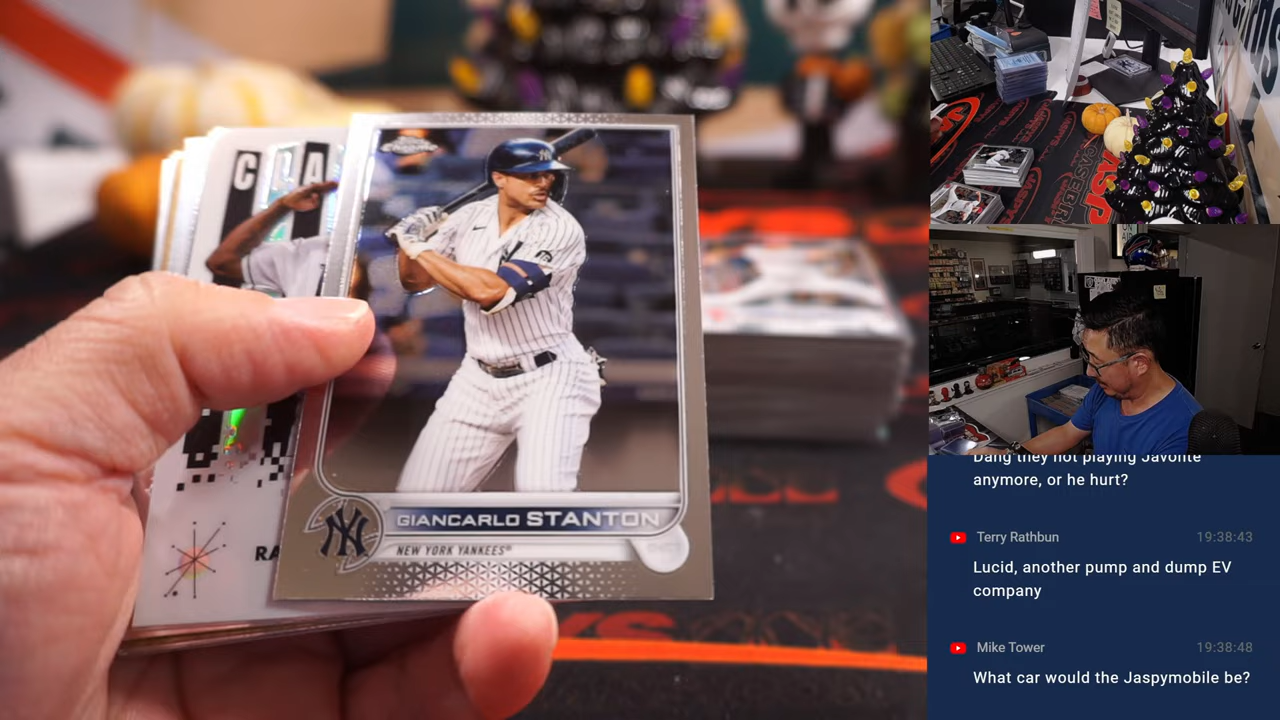 C A
GIANCARLO STANTON
NEW YORK YANKEES®
RA
Dang they not playing Javonte
anymore, or he hurt?
Terry Rathbun 19:38:43
Lucid, another pump and dump EV
company
Mike Tower 19:38:48
What car would the Jaspymobile be?